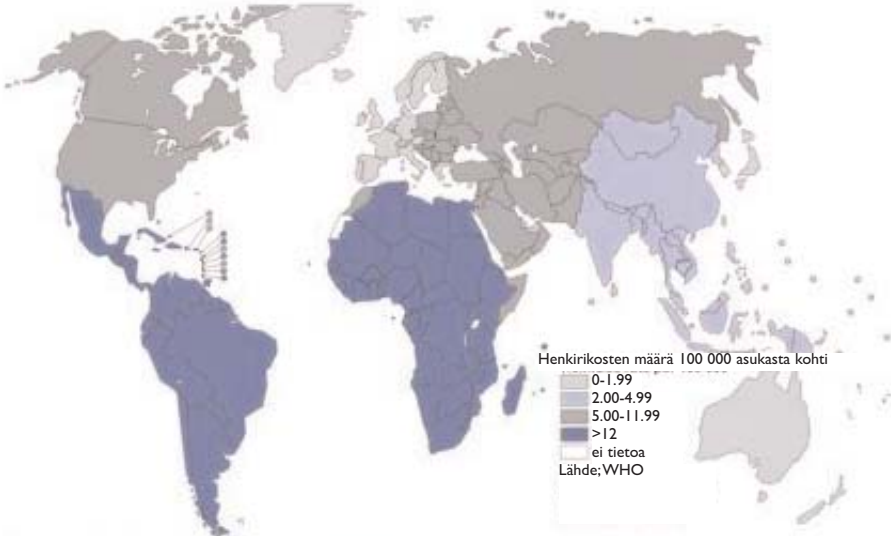 Henkirikosten määrä 100 000 asukasta kohti
0-1.99
2.00-4.99
5.00-11.99
>12
ei tietoa
Lähde;WHO